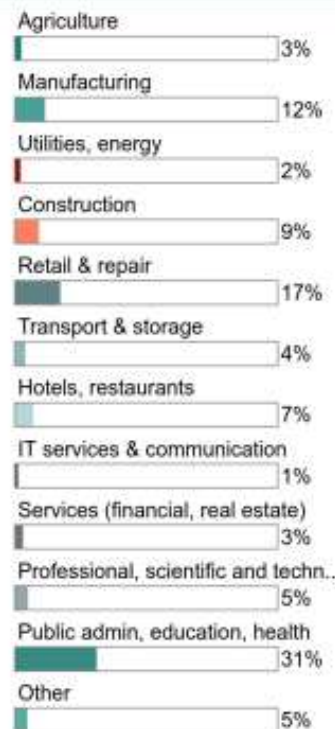 Agriculture
3%
Manufacturing
12%
Utilities, energy
2%
Construction
9%
Retail & repair
17%
Transport & storage
4%
Hotels, restaurants
7%
IT services & communication
1%
Services (financial, real estate)
3%
Professional, scientific and techn..
5%
Public admin, education, health
31%
Other
5%